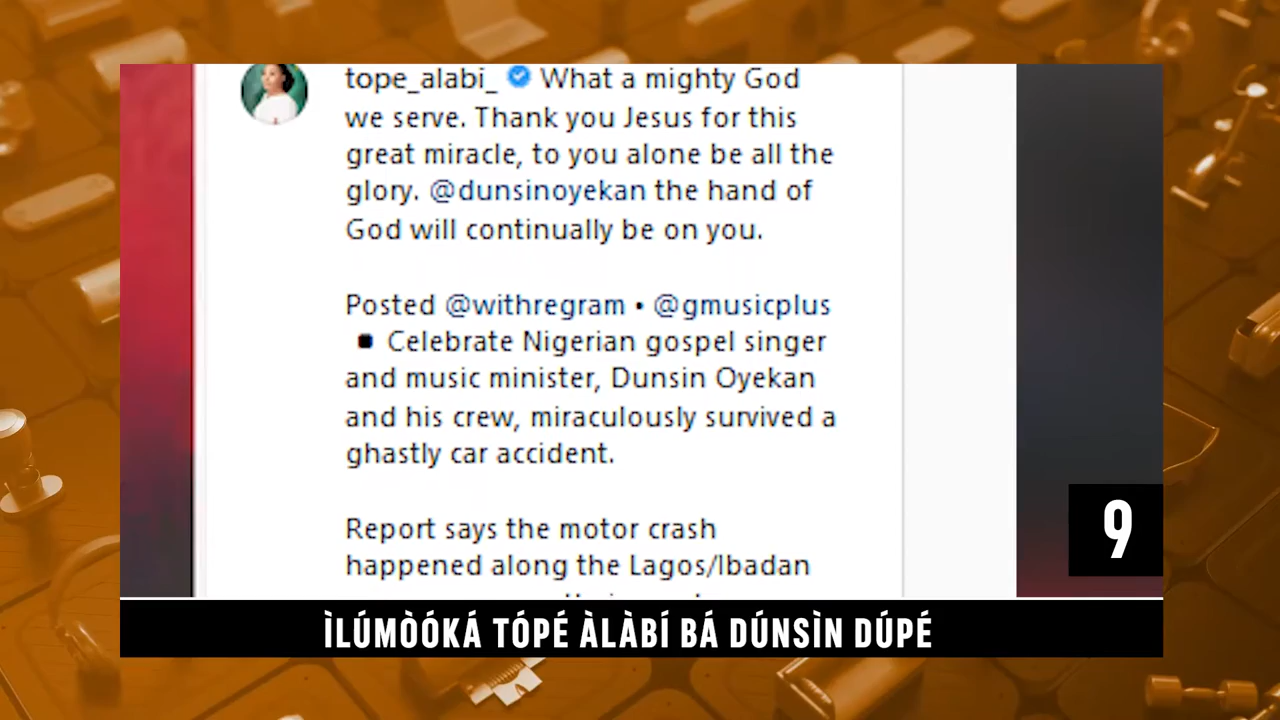 tope_alabi_ What a mighty God
we serve. Thank you Jesus for this
great miracle, to you alone be all the
glory. @dunsinoyekan the hand of
God will continually be on you.
Posted @withregram • @gmusicplus
Celebrate Nigerian gospel singer
and music minister, Dunsin Oyekan
and his crew, miraculously survived a
ghastly car accident.
Report says the motor crash
happened along the Lagos/Ibadan
9
ÌLÚMÒÓKÁ TÓPÉ ÀLÀBÍ BÁ DÚNSÌN DÚPÉ